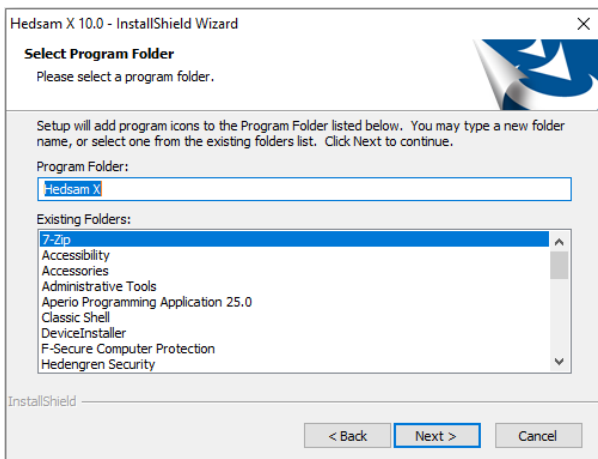 Hedsam X 10.0 - InstallShield Wizard
Select Program Folder
Please select a program folder.
Setup will add program icons to the Program Folder listed below. You may type a new folder
name, or select one from the existing folders list. Click Next to continue.
Program Folder:
Hedsam X
Existing Folders:
7-Zip
Accessibility
Accessories
Administrative Tools
Aperio Programming Application 25.0
Classic Shell
DeviceInstaller
F-Secure Computer Protection
Hedengren Security
InstallShield
< Back Next > Cancel